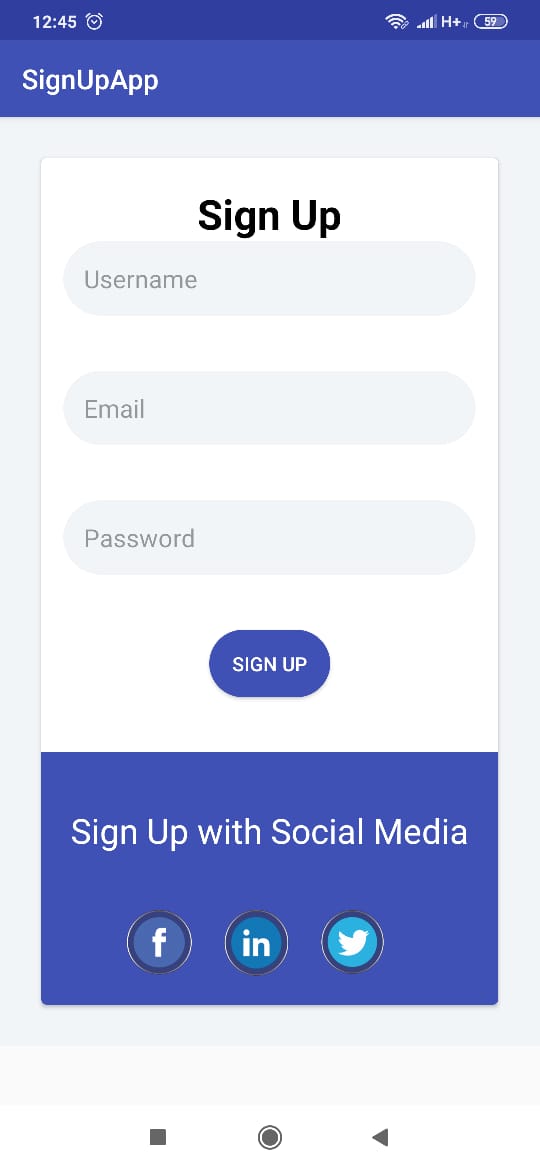 12:45 H+ 59
SignUpApp
Sign Up
Username
Email
Password
SIGN UP
Sign Up with Social Media
f in